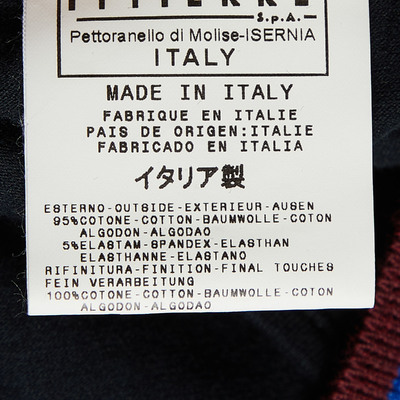 ITTIERRE
S.p.A.
Pettoranello di Molise-ISERNIA
ITALY
MADE IN ITALY
FABRIQUE EN ITALIE
PAIS DE ORIGEN:ITALIE
FABRICADO EN ITALIA
イタリア製
ESTERNO-OUTSIDE-EXTERIEUR-AUSEN
95%COTONE-COTTON-BAUMWOLLE-COTON
ALGODON-ALGODAO
5%ELASTAM-SPANDEX-ELASTHAN
ELASTHANNE-ELASTANO
RIFINITURA-FINITION-FINAL TOUCHES
FEIN VERARBEITUNG
100%COTONE-COTTON-BAUMWOLLE-COTON
ALGODON-ALGODAO